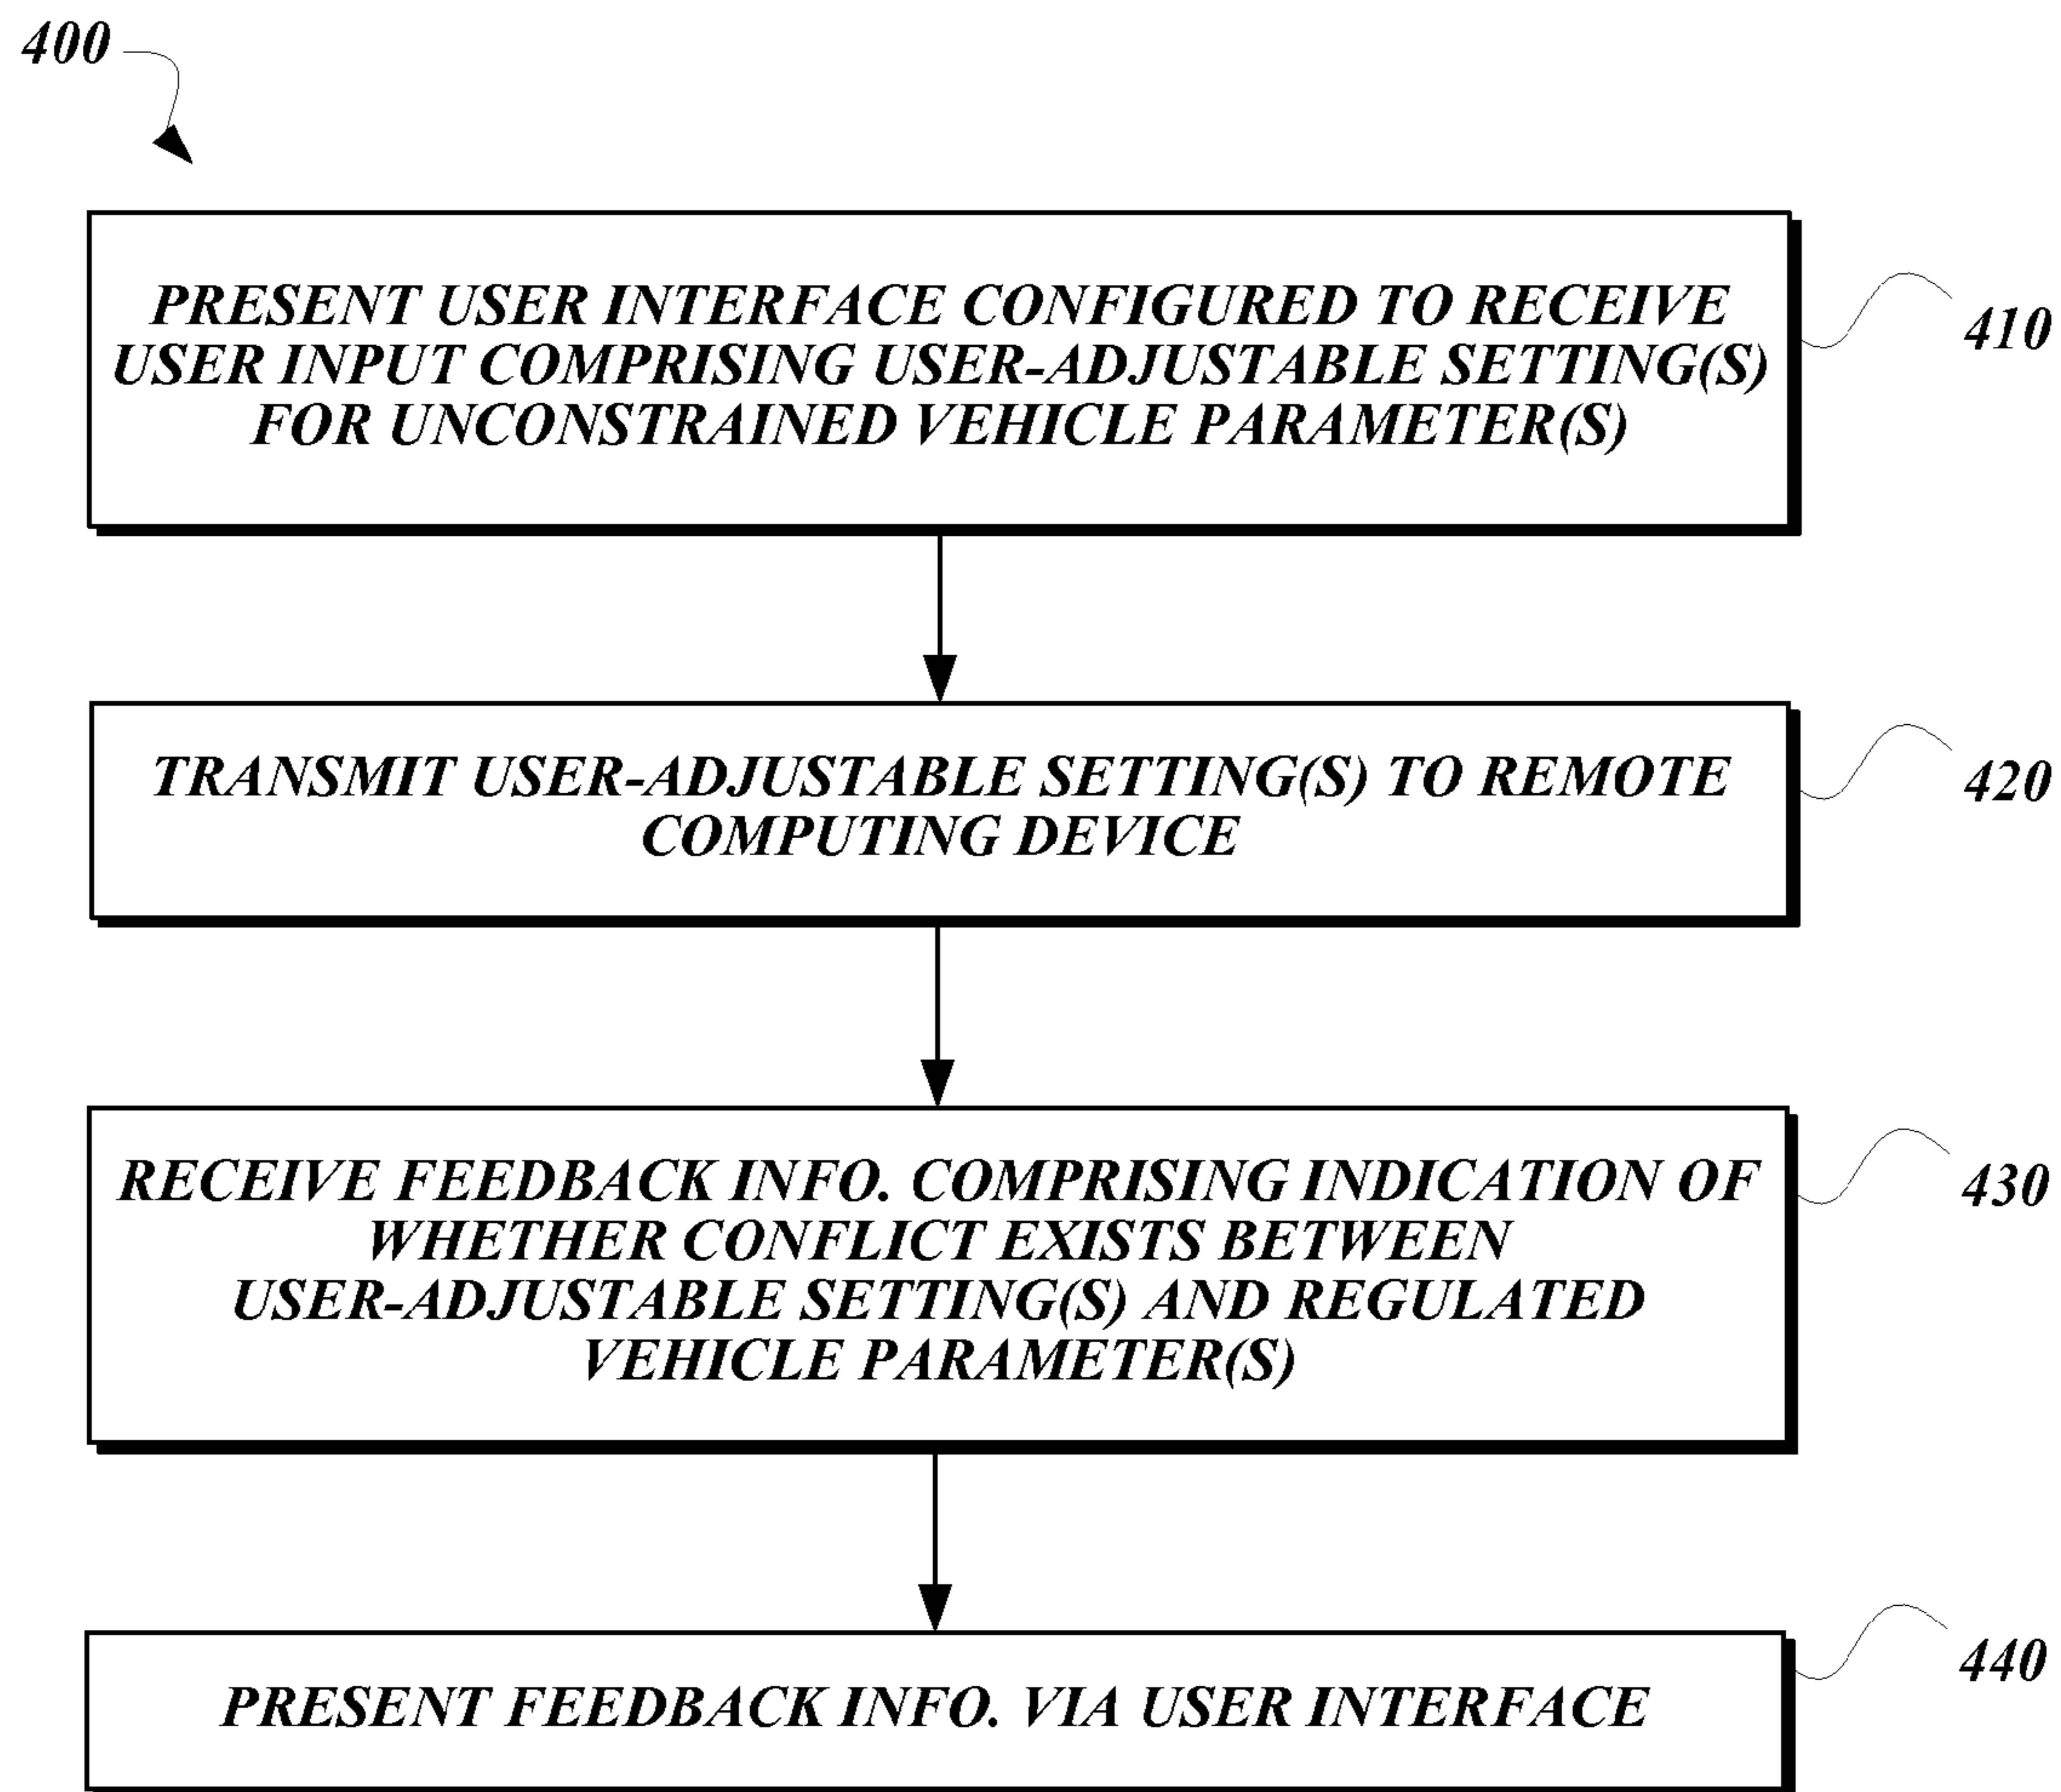 400
PRESENT USER INTERFACE CONFIGURED TO RECEIVE
USER INPUT COMPRISING USER-ADJUSTABLE SETTING(S)
FOR UNCONSTRAINED VEHICLE PARAMETER(S)
410
TRANSMIT USER-ADJUSTABLE SETTING(S) TO REMOTE
COMPUTING DEVICE
420
RECEIVE FEEDBACK INFO. COMPRISING INDICATION OF
WHETHER CONFLICT EXISTS BETWEEN
USER-ADJUSTABLE SETTING(S) AND REGULATED
VEHICLE PARAMETER(S)
430
PRESENT FEEDBACK INFO. VIA USER INTERFACE
440